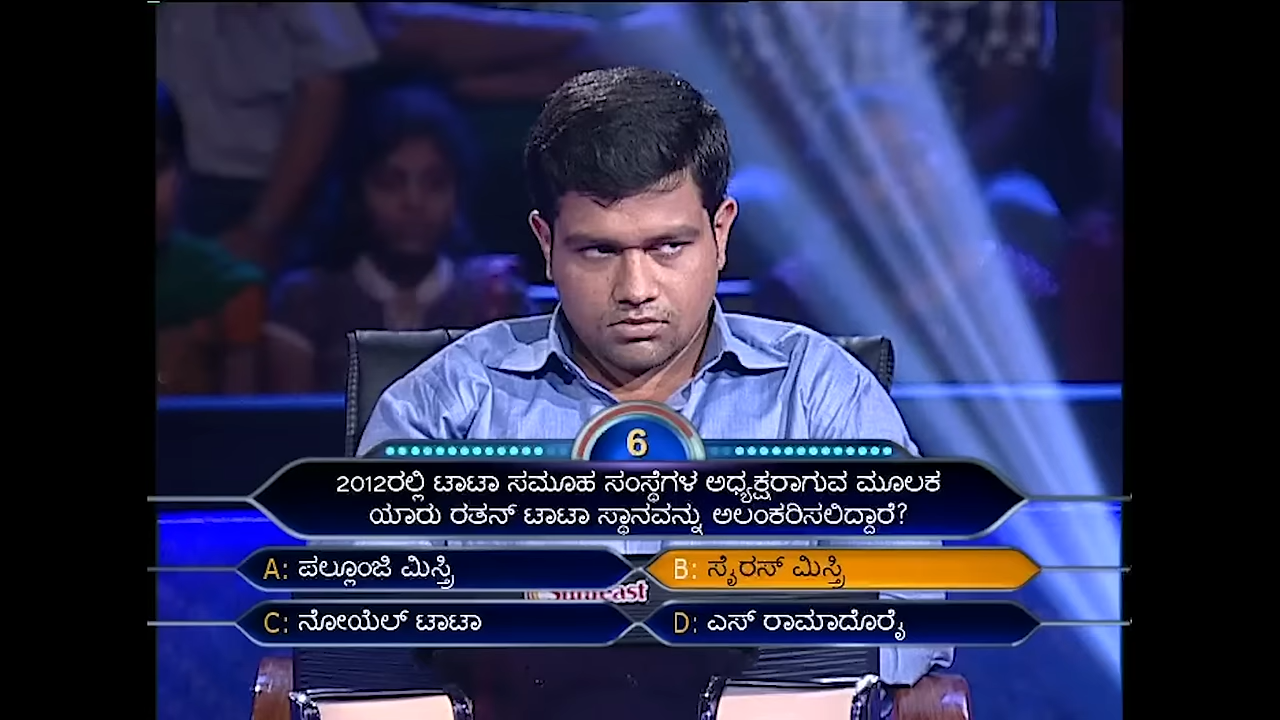 6
2012ರಲ್ಲಿ ಟಾಟಾ ಸಮೂಹ ಸಂಸ್ಥೆಗಳ ಅಧ್ಯಕ್ಷರಾಗುವ ಮೂಲಕ
ಯಾರು ರತನ್ ಟಾಟಾ ಸ್ಥಾನವನ್ನು ಅಲಂಕರಿಸಲಿದ್ದಾರೆ?
A: ಪಲ್ಲೂಂಜಿ ಮಿಸ್ತ್ರಿ
B: ಸೈರಸ್ ಮಿಸ್ತ್ರಿ
C: ನೋಯೆಲ್ ಟಾಟಾ
D: ಎಸ್ ರಾಮಾದೊರೈ